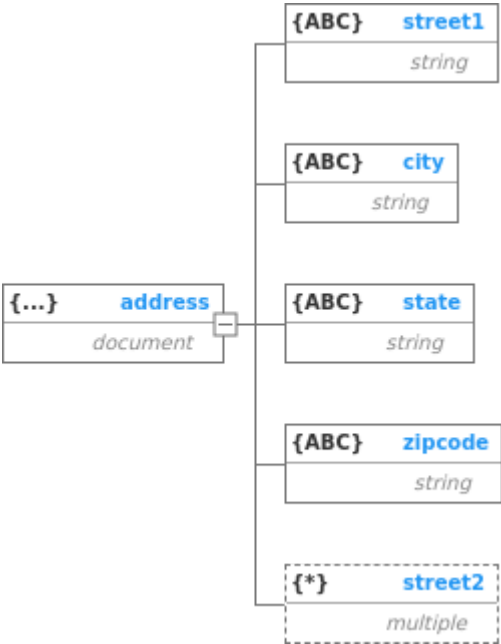 {ABC} street1
string
{ABC} city
string
{...} address
document
{ABC} state
string
{ABC} zipcode
string
{*} street2
multiple